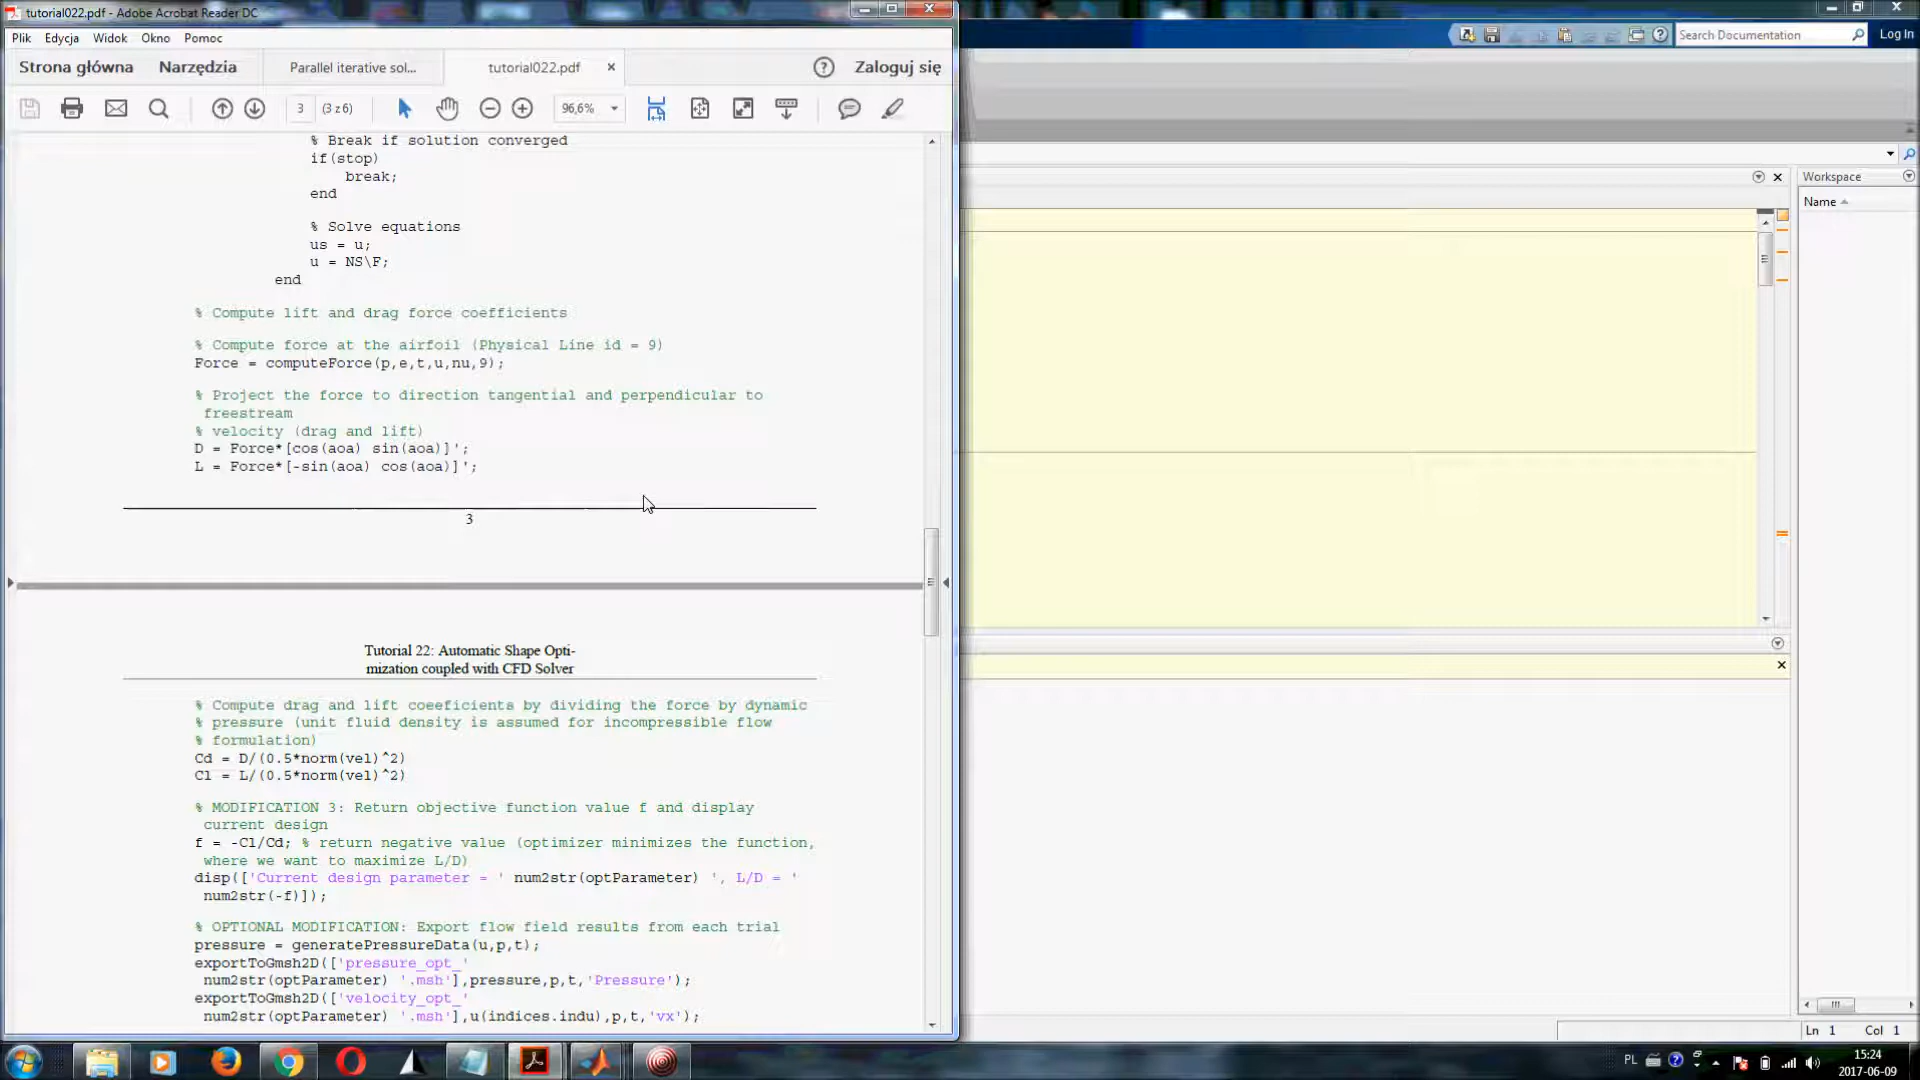 tutorial022.pdf - Adobe Acrobat Reader DC
Plik Edycja Widok Okno Pomoc
Search Documentation
Log In
Strona główna Narzędzia Parallel iterative sol... tutorial022.pdf × Zaloguj się
3 (3 z 6) 96,6%
% Break if solution converged
if(stop)
break;
end
% Solve equations
us = u;
u = NS\F;
end
% Compute lift and drag force coefficients
% Compute force at the airfoil (Physical Line id = 9)
Force = computeForce(p,e,t,u,nu,9);
% Project the force to direction tangential and perpendicular to
freestream
% velocity (drag and lift)
D = Force*[cos(aoa) sin(aoa)]';
L = Force*[-sin(aoa) cos(aoa)]';
3
Tutorial 22: Automatic Shape Opti-
mization coupled with CFD Solver
% Compute drag and lift coeeficients by dividing the force by dynamic
% pressure (unit fluid density is assumed for incompressible flow
% formulation)
Cd = D/(0.5*norm(vel)^2)
Cl = L/(0.5*norm(vel)^2)
% MODIFICATION 3: Return objective function value f and display
current design
f = -Cl/Cd; % return negative value (optimizer minimizes the function,
where we want to maximize L/D)
disp(['Current design parameter = ' num2str(optParameter) ', L/D = '
num2str(-f)]);
% OPTIONAL MODIFICATION: Export flow field results from each trial
pressure = generatePressureData(u,p,t);
exportToGmsh2D(['pressure_opt_'
num2str(optParameter) '.msh'],pressure,p,t,'Pressure');
exportToGmsh2D(['velocity_opt_'
num2str(optParameter) '.msh'],u(indices.indu),p,t,'vx');
Workspace
Name
Ln 1 Col 1
PL
15:24
2017-06-09